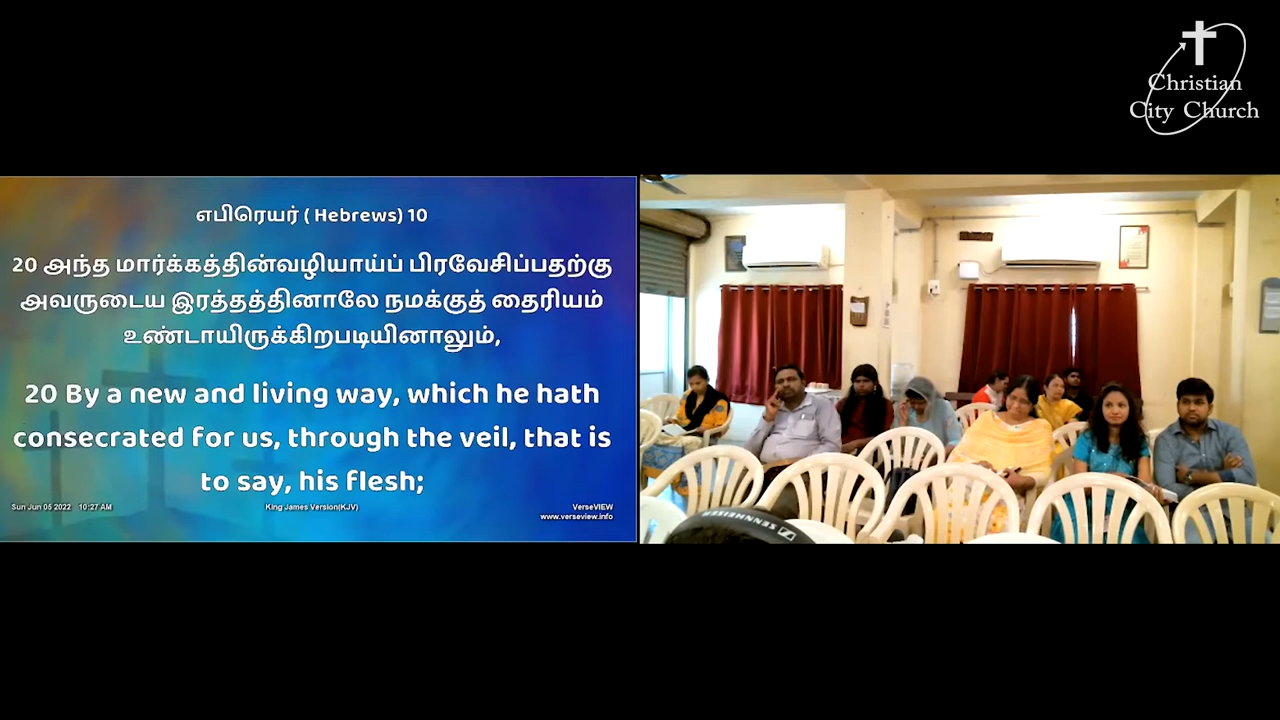 Christian
City Church
எபிரெயர் ( Hebrews) 10
20 அந்த மார்க்கத்தின்வழியாய்ப் பிரவேசிப்பதற்கு
அவருடைய இரத்தத்தினாலே நமக்குத் தைரியம்
உண்டாயிருக்கிறபடியினாலும்,
20 By a new and living way, which he hath
consecrated for us, through the veil, that is
to say, his flesh;
Sun Jun 05 2022 10:27 AM
King James Version(KJV)
VerseVIEW
www.verseview.info
SENNHEISER